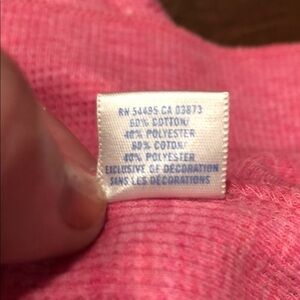 RN 54485 CA 03873
60% COTTON/
40% POLYESTER
60% COTON/
40% POLYESTER
EXCLUSIVE OF DECORATION
SANS LES DÉCORATIONS